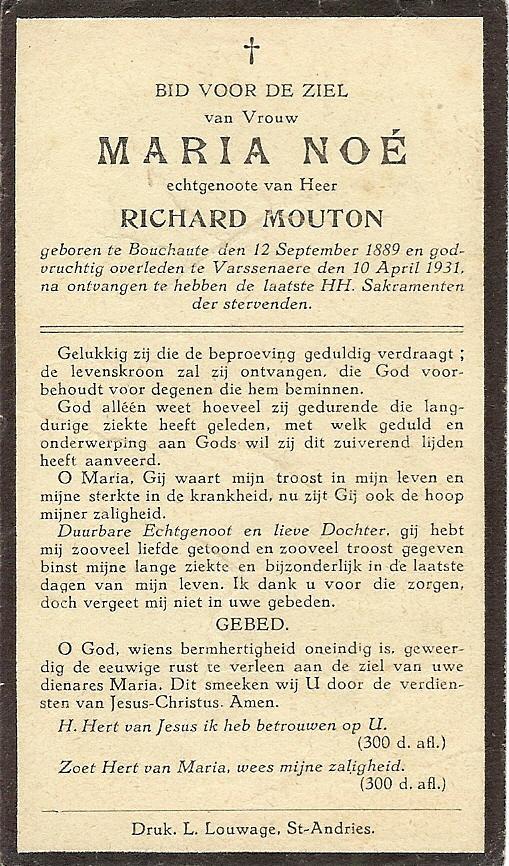 BID VOOR DE ZIEL
van Vrouw
MARIA NOÉ
echtgenoote van Heer
RICHARD MOUTON
geboren te Bouchaute den 12 September 1889 en god-
vruchtig overleden te Varssenaere den 10 April 1931,
na ontvangen te hebben de laatste HH. Sakramenten
der stervenden.
Gelukkig zij die de beproeving geduldig verdraagt ;
de levenskroon zal zij ontvangen, die God voor-
behoudt voor degenen die hem beminnen.
God alléén weet hoeveel zij gedurende die lang-
durige ziekte heeft geleden, met welk geduld en
onderwerping aan Gods wil zij dit zuiverend lijden
heeft aanveerd.
O Maria, Gij waart mijn troost in mijn leven en
mijne sterkte in de krankheid, nu zijt Gij ook de hoop
mijner zaligheid.
Duurbare Echtgenoot en lieve Dochter, gij hebt
mij zooveel liefde getoond en zooveel troost gegeven
binst mijne lange ziekte en bijzonderlijk in de laatste
dagen van mijn leven. Ik dank u voor die zorgen,
doch vergeet mij niet in uwe gebeden.
GEBED.
O God, wiens bermhertigheid oneindig is, geweer-
dig de eeuwige rust te verleen aan de ziel van uwe
dienares Maria. Dit smeeken wij U door de verdien-
sten van Jesus-Christus. Amen.
H. Hert van Jesus ik heb betrouwen op U.
(300 d. afl.)
Zoet Hert van Maria, wees mijne zaligheid.
(300 d. afl.)
Druk. L. Louwage, St-Andries.